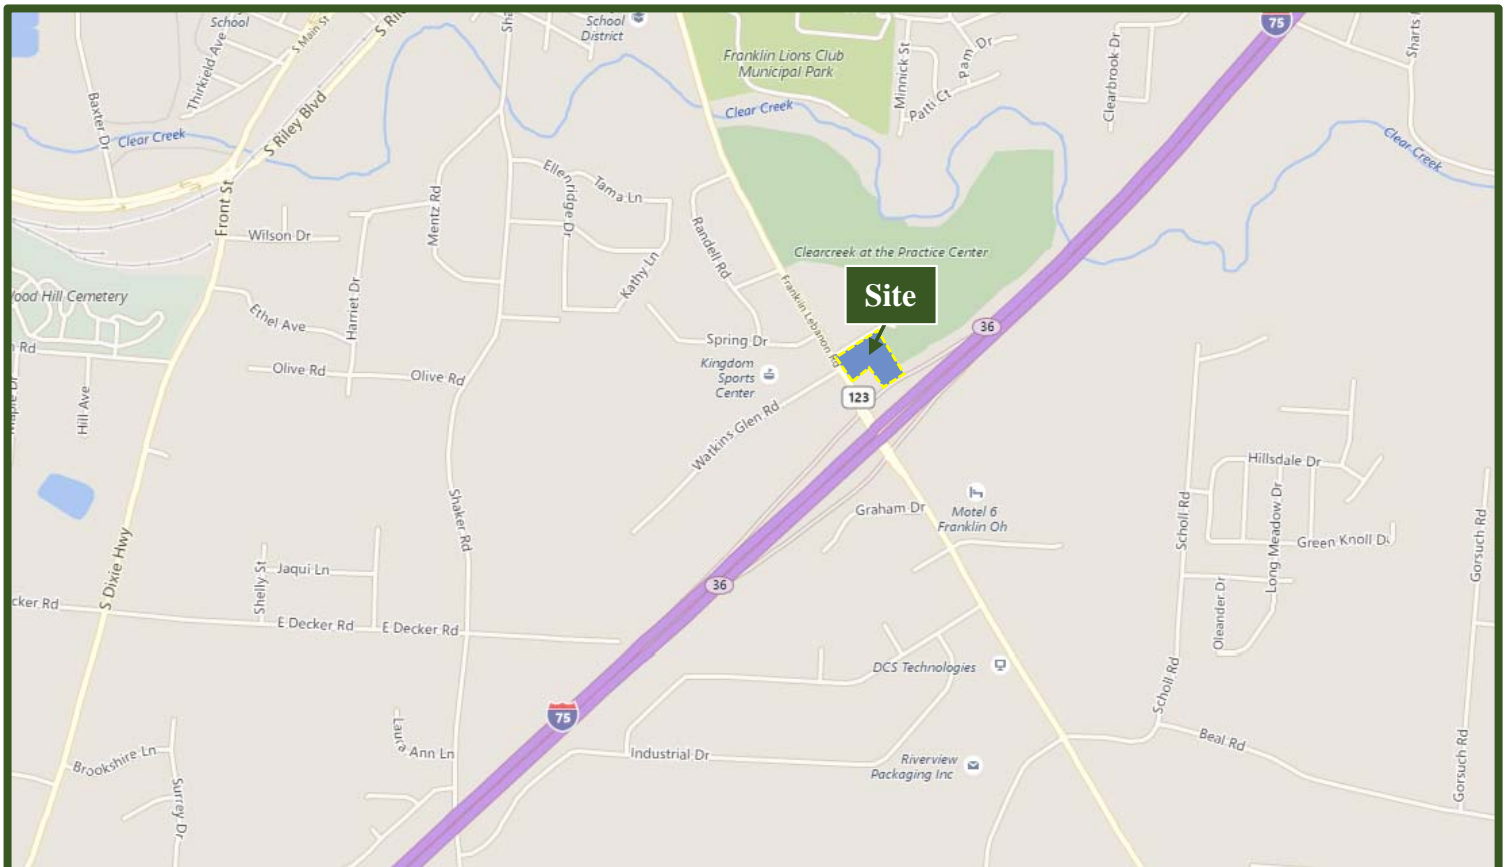 School
S Main St
S Riley Blvd
School
District
Thirkield Ave
Baxter Dr
Clear Creek
S Riley Blvd
Franklin Lions Club
Municipal Park
Minnick St
Pam Dr
Patti Ct
Clearbrook Dr
75
Clear Creek
Clear Creek
Front St
Wilson Dr
Mentz Rd
Ellenridge Dr
Tama Ln
Kathy Ln
Randell Rd
Clearcreek at the Practice Center
Site
ood Hill Cemetery
Ethel Ave
Harriet Dr
Franklin Lebanon Rd
36
Spring Dr
Kingdom
Sports
Center
Olive Rd
Olive Rd
Hill Ave
123
Watkins Glen Rd
Graham Dr
Motel 6
Franklin Oh
Hillsdale Dr
Scholl Rd
Long Meadow Dr
Green Knoll D
Gorsuch Rd
Shaker Rd
S Dixie Hwy
Shelly St
Jaqui Ln
36
cker Rd
E Decker Rd
E Decker Rd
Oleander Dr
DCS Technologies
Scholl Rd
75
Laura Ann Ln
Industrial Dr
Riverview
Packaging Inc
Beal Rd
Gorsuch Rd
Brookshire Ln
Surrey Dr